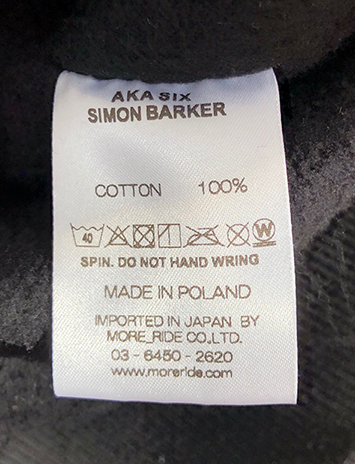 AKA SIX
SIMON BARKER
COTTON 100%
40 W
SPIN. DO NOT HAND WRING
MADE IN POLAND
IMPORTED IN JAPAN BY
MORE_RIDE CO.,LTD.
03-6450-2620
www.moreride.com